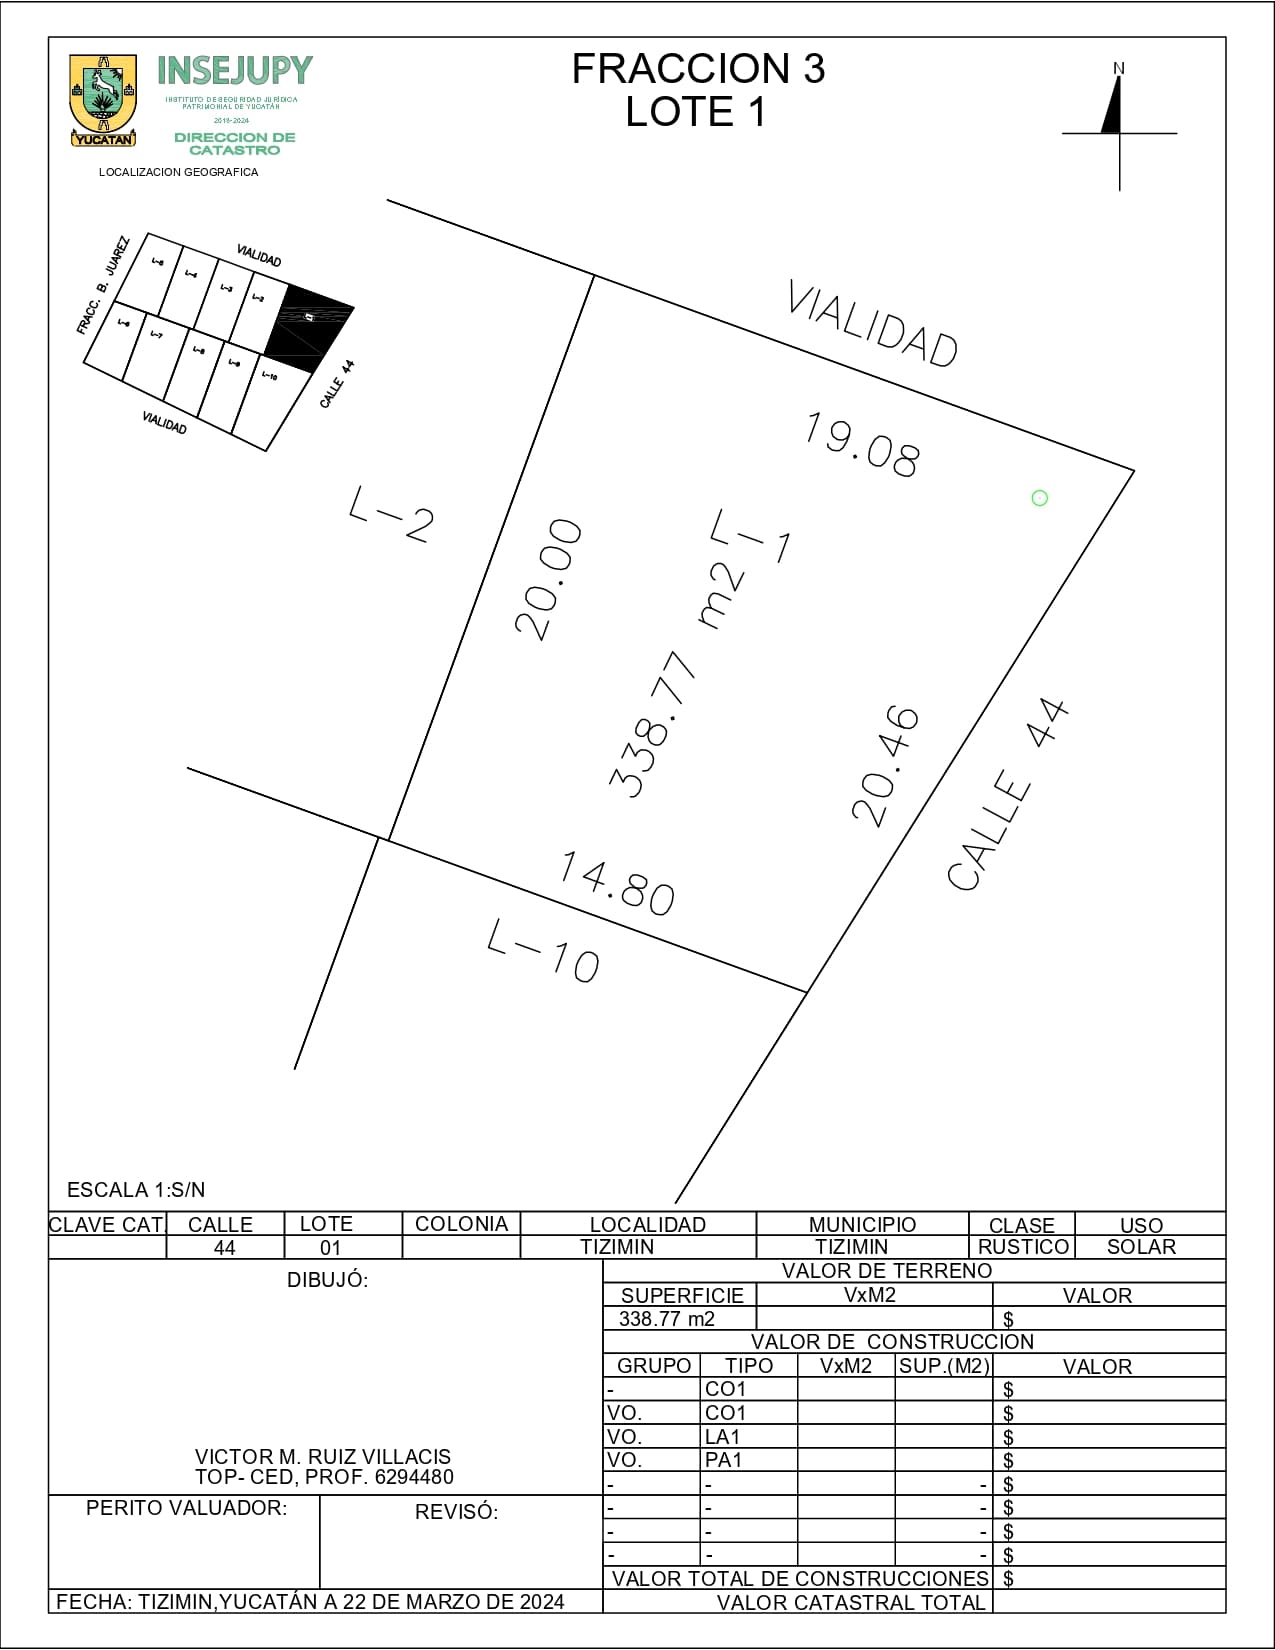 INSEJUPY
INSTITUTO DE SEGURIDAD JURÍDICA
PATRIMONIAL DE YUCATÁN
2018-2024
DIRECCION DE
CATASTRO
YUCATAN
FRACCION 3
LOTE 1
N
LOCALIZACION GEOGRAFICA
FRACC. B. JUAREZ
VIALIDAD
L-5
L-4
L-3
L-2
L-6
L-7
L-8
L-9
L-10
CALLE 44
VIALIDAD
VIALIDAD
19.08
L-2
20.00
L-1
338.77 m2
20.46
CALLE 44
14.80
L-10
ESCALA 1:S/N
CLAVE CAT. CALLE LOTE COLONIA LOCALIDAD MUNICIPIO CLASE USO
44 01 TIZIMIN TIZIMIN RUSTICO SOLAR
DIBUJÓ:
VICTOR M. RUIZ VILLACIS
TOP- CED, PROF. 6294480
PERITO VALUADOR:
REVISÓ:
FECHA: TIZIMIN,YUCATÁN A 22 DE MARZO DE 2024
VALOR DE TERRENO
SUPERFICIE VxM2 VALOR
338.77 m2 $
VALOR DE CONSTRUCCION
GRUPO TIPO VxM2 SUP.(M2) VALOR
- CO1 $
VO. CO1 $
VO. LA1 $
VO. PA1 $
- - - $
- - - $
- - - $
- - - $
VALOR TOTAL DE CONSTRUCCIONES $
VALOR CATASTRAL TOTAL